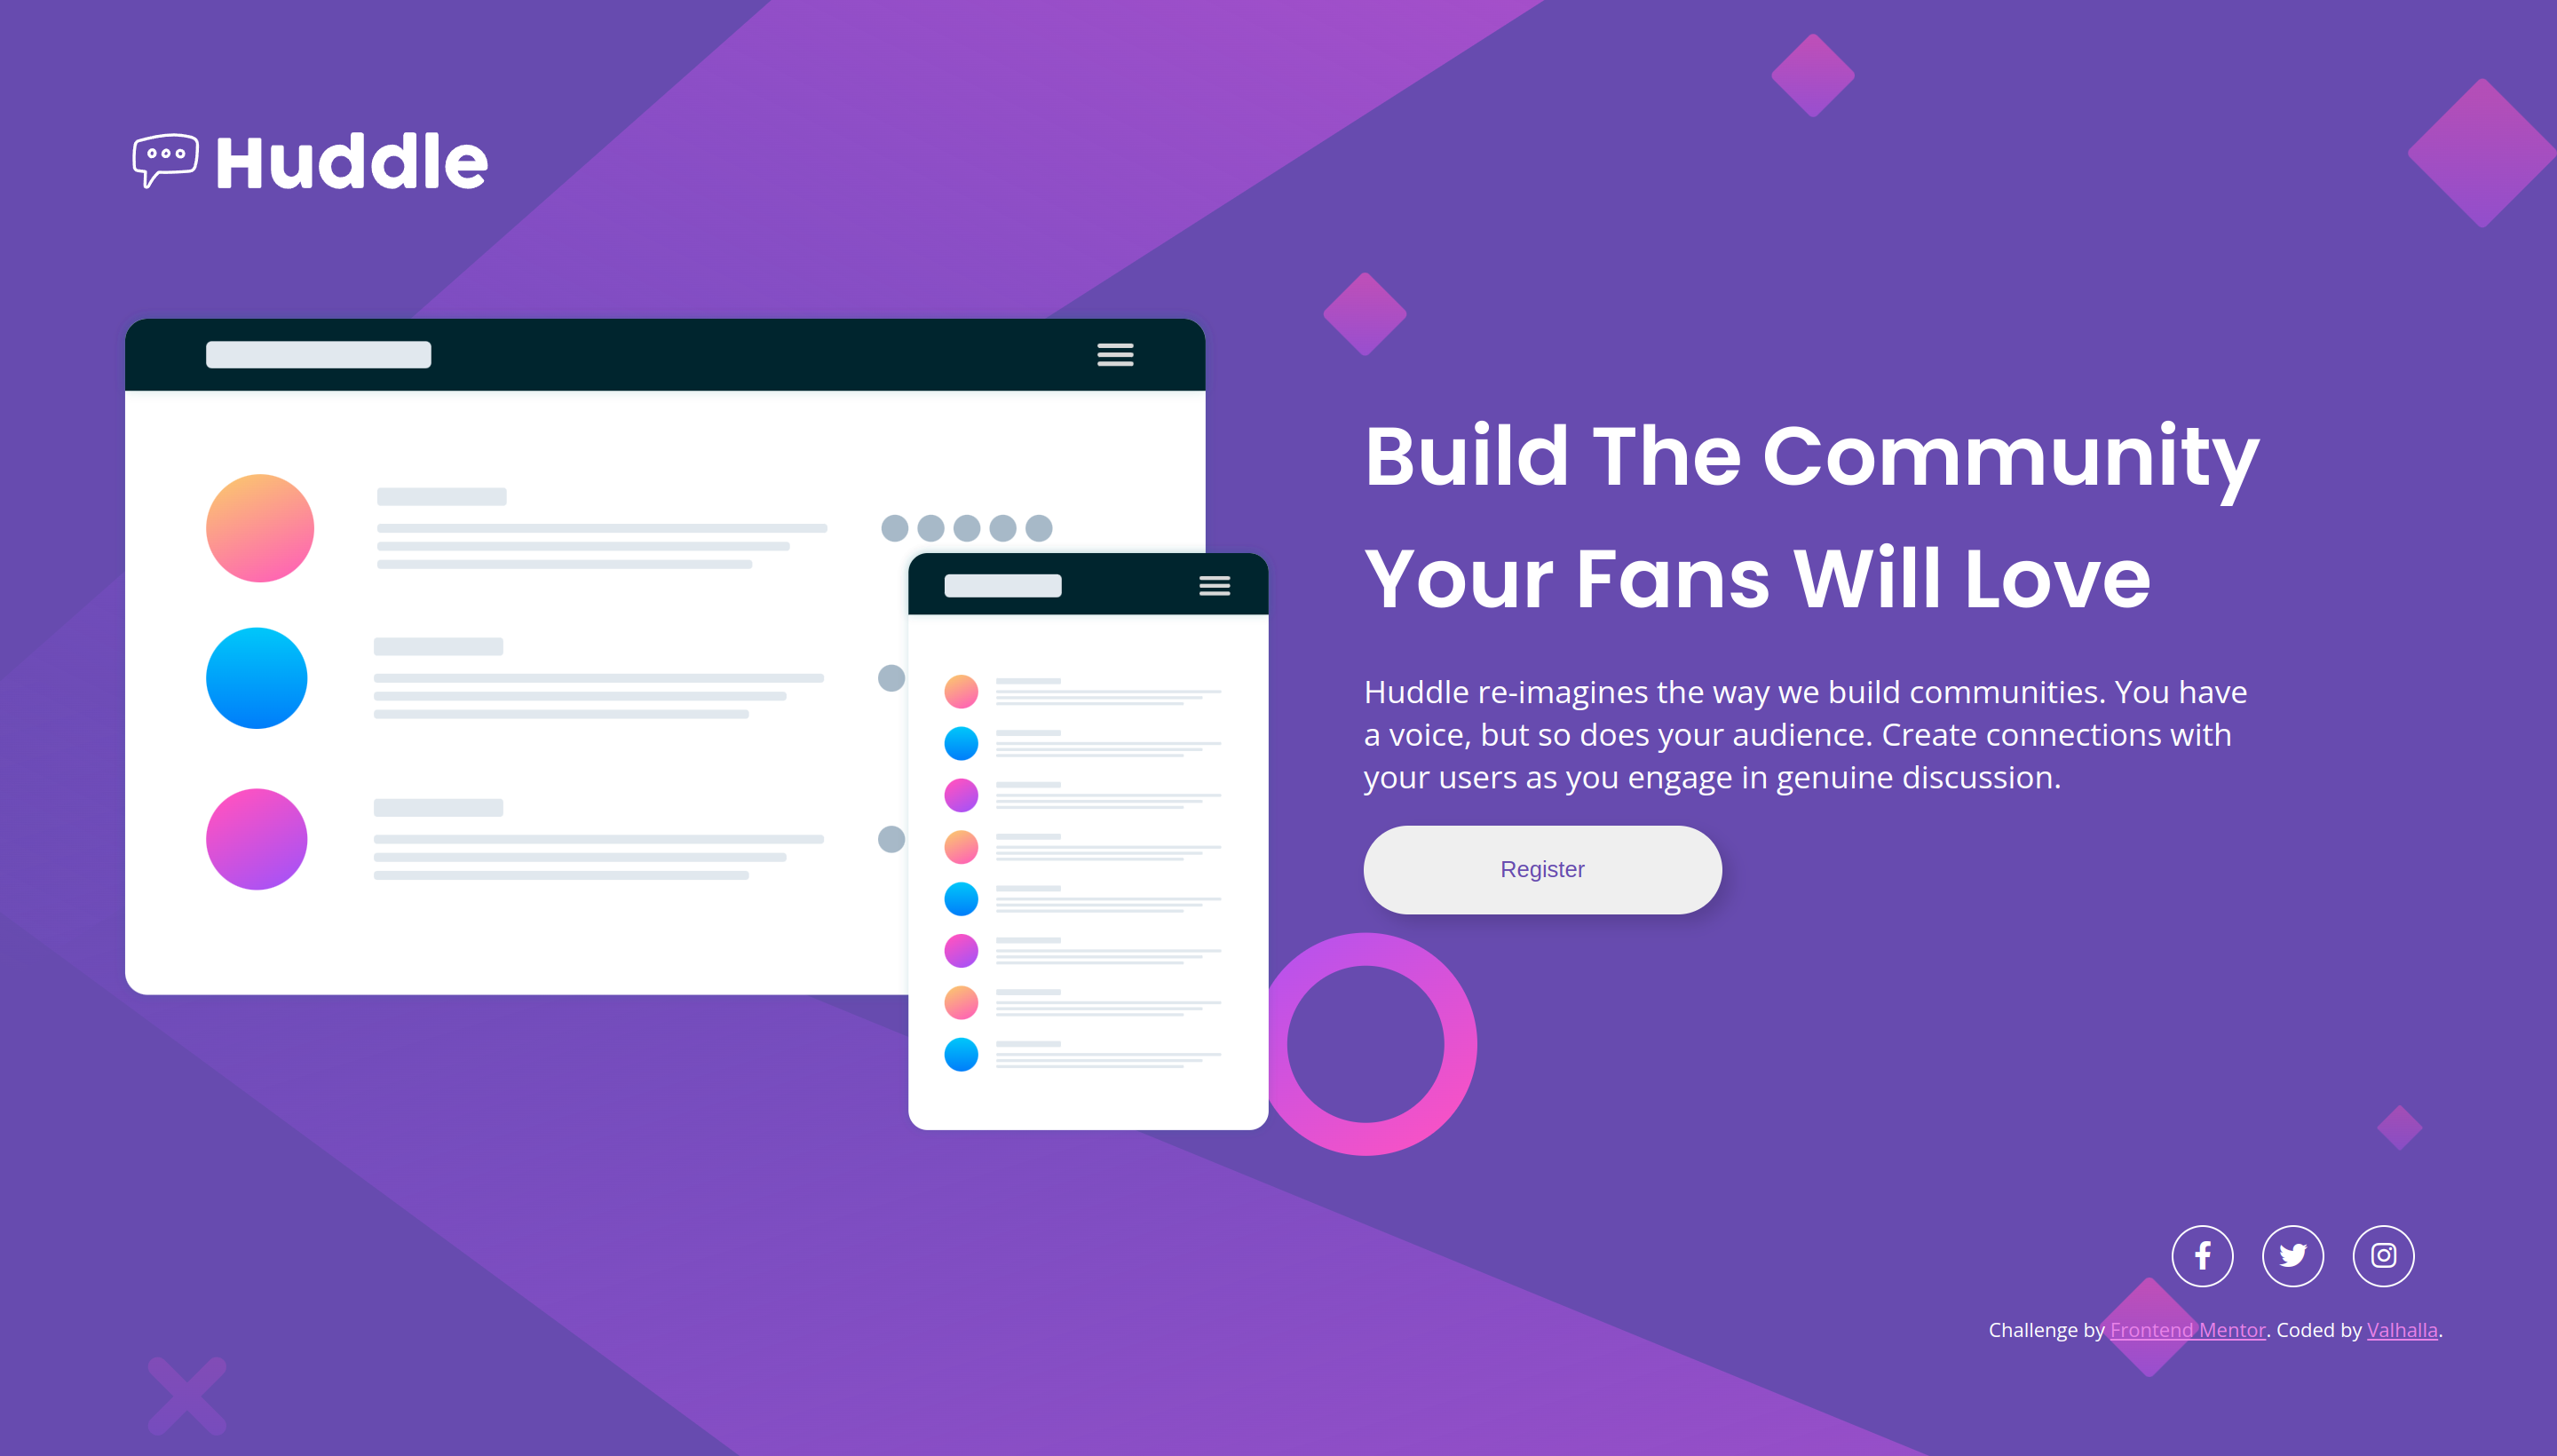 Huddle
Build The Community
Your Fans Will Love
Huddle re-imagines the way we build communities. You have
a voice, but so does your audience. Create connections with
your users as you engage in genuine discussion.
Register
Challenge by Frontend Mentor. Coded by Valhalla.